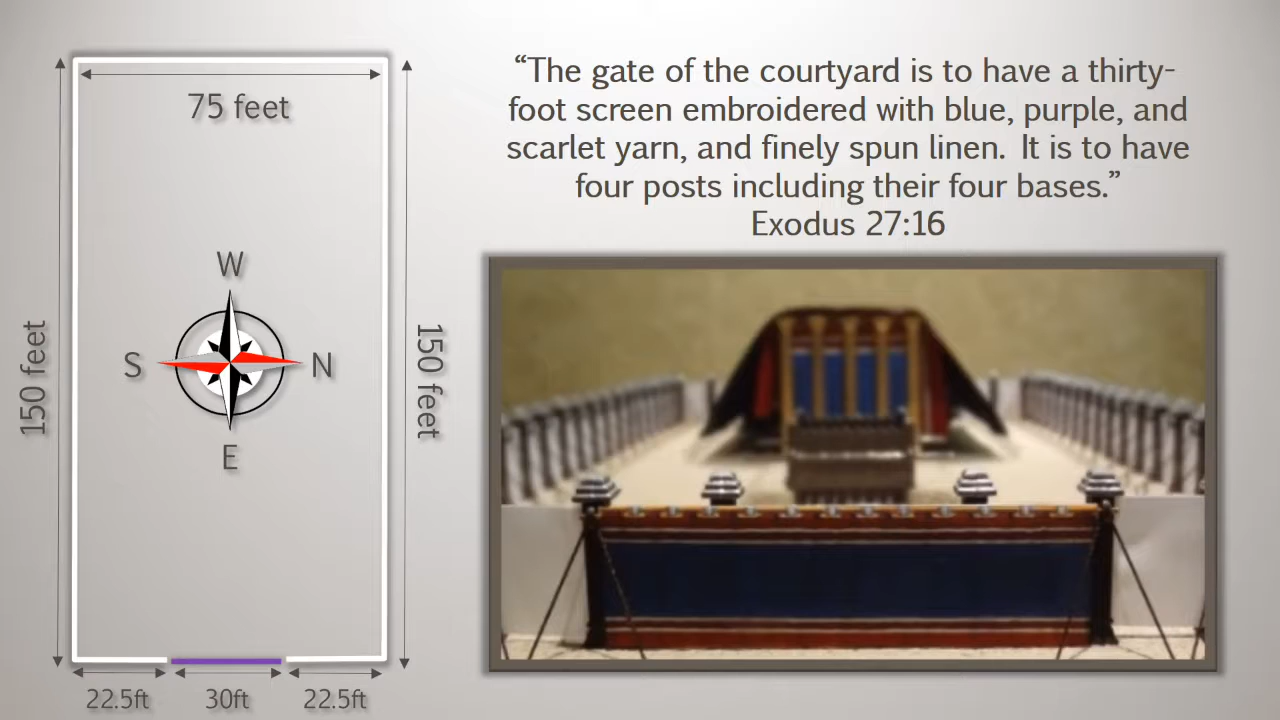 75 feet
150 feet
150 feet
W
S
N
E
22.5ft
30ft
22.5ft
“The gate of the courtyard is to have a thirty-
foot screen embroidered with blue, purple, and
scarlet yarn, and finely spun linen.  It is to have
four posts including their four bases.”
Exodus 27:16